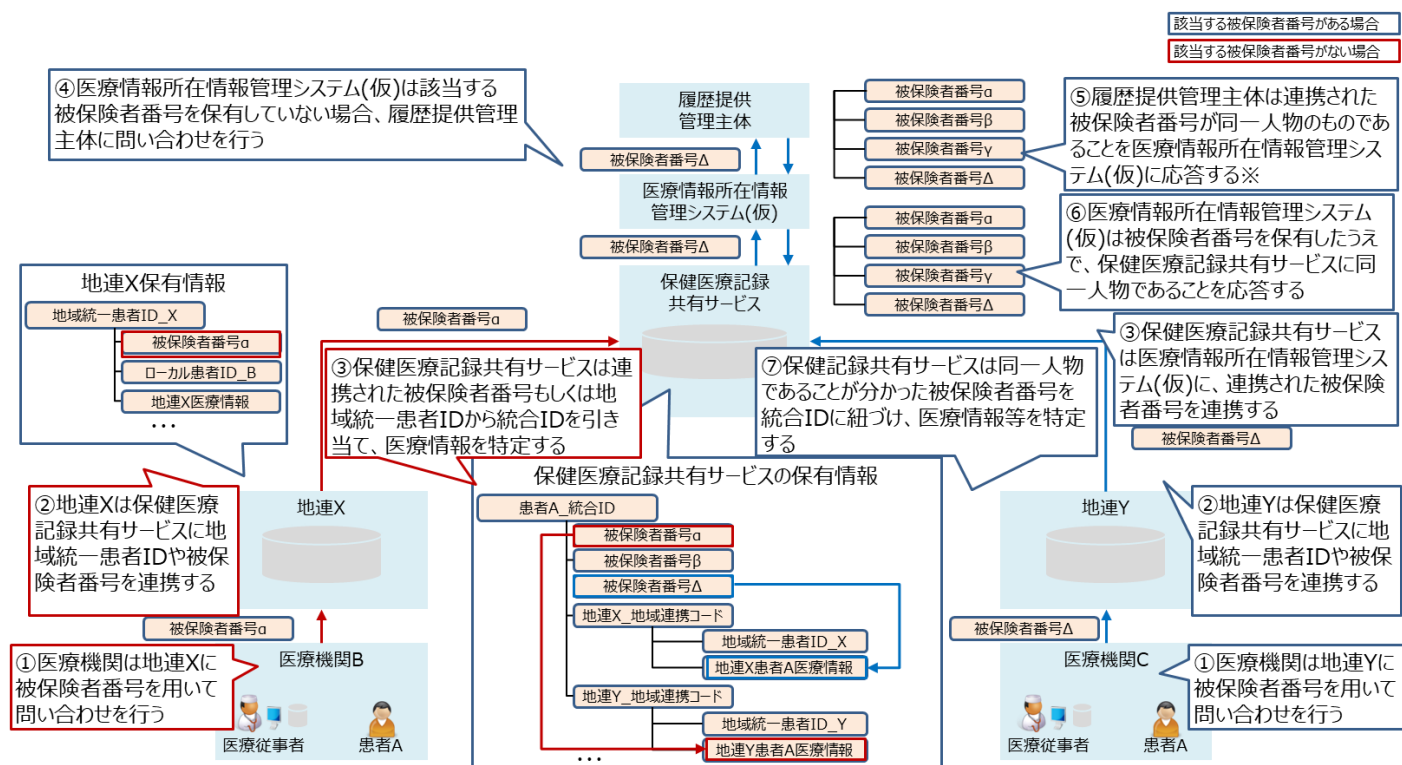 該当する被保険者番号がある場合
該当する被保険者番号がない場合
④医療情報所在情報管理システム(仮)は該当する
被保険者番号を保有していない場合、履歴提供管理
主体に問い合わせを行う
履歴提供
管理主体
被保険者番号α
被保険者番号β
被保険者番号γ
被保険者番号Δ
⑤履歴提供管理主体は連携された
被保険者番号が同一人物のものであ
ることを医療情報所在情報管理シス
テム(仮)に応答する※
被保険者番号Δ
医療情報所在情報
管理システム(仮)
被保険者番号Δ
被保険者番号α
被保険者番号β
被保険者番号γ
被保険者番号Δ
⑥医療情報所在情報管理システム
(仮)は被保険者番号を保有したうえ
で、保健医療記録共有サービスに同
一人物であることを応答する
保健医療記録
共有サービス
地連X保有情報
地域統一患者ID_X
被保険者番号α
ローカル患者ID_B
地連X医療情報
…
被保険者番号α
③保健医療記録共有サービスは連
携された被保険者番号もしくは地
域統一患者IDから統合IDを引き
当て、医療情報を特定する
⑦保健記録共有サービスは同一人物
であることが分かった被保険者番号を
統合IDに紐づけ、医療情報等を特定
する
③保健医療記録共有サービス
は医療情報所在情報管理シス
テム(仮)に、連携された被保険
者番号を連携する
被保険者番号Δ
②地連Xは保健医療
記録共有サービスに地
域統一患者IDや被保
険者番号を連携する
地連X
保健医療記録共有サービスの保有情報
患者A_統合ID
被保険者番号α
被保険者番号β
被保険者番号Δ
地連X_地域連携コード
地域統一患者ID_X
地連X患者A医療情報
地連Y_地域連携コード
地域統一患者ID_Y
地連Y患者A医療情報
…
地連Y
②地連Yは保健医療
記録共有サービスに地
域統一患者IDや被保
険者番号を連携する
被保険者番号α
①医療機関は地連Xに
被保険者番号を用いて
問い合わせを行う
医療機関B
医療従事者
患者A
被保険者番号Δ
医療機関C
①医療機関は地連Yに
被保険者番号を用いて
問い合わせを行う
医療従事者
患者A